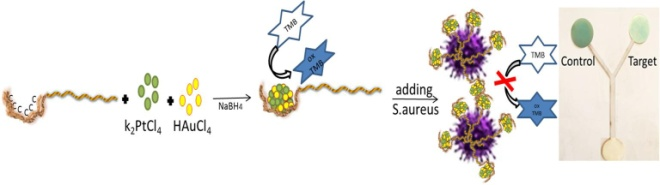 C C C C C
+
+
k₂PtCl₄
HAuCl₄
NaBH₄
TMB
ox
TMB
adding
S.aureus
TMB
ox
TMB
Control
Target